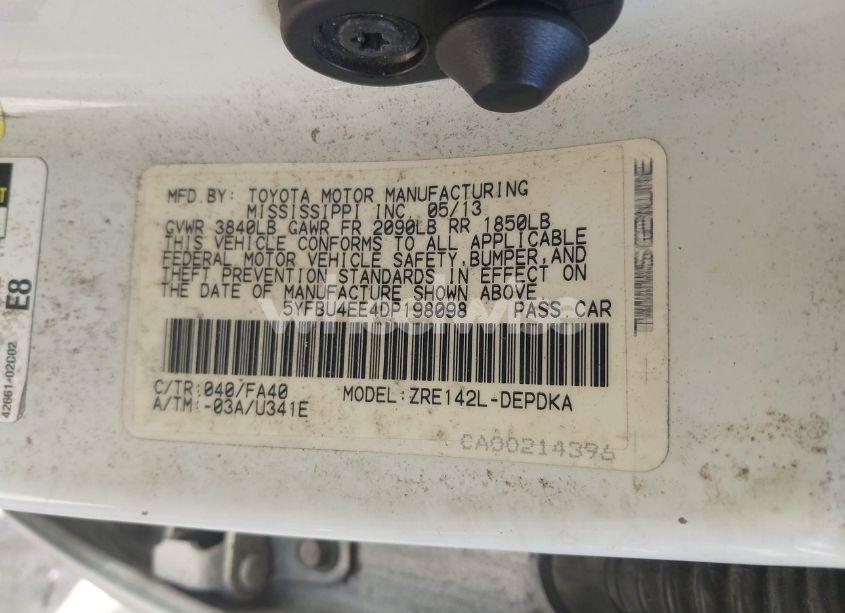 MFD.BY: TOYOTA MOTOR MANUFACTURING
MISSISSIPPI INC. 05/13
GVWR 3840LB GAWR FR 2090LB RR 1850LB
THIS VEHICLE CONFORMS TO ALL APPLICABLE
FEDERAL MOTOR VEHICLE SAFETY,BUMPER,AND
THEFT PREVENTION STANDARDS IN EFFECT ON
THE DATE OF MANUFACTURE SHOWN ABOVE
5YFBU4EE4DP198098 PASS CAR
C/TR:040/FA40 MODEL:ZRE142L-DEPDKA
A/TM:-03A/U341E
CA00214396
E8
42661-02C02